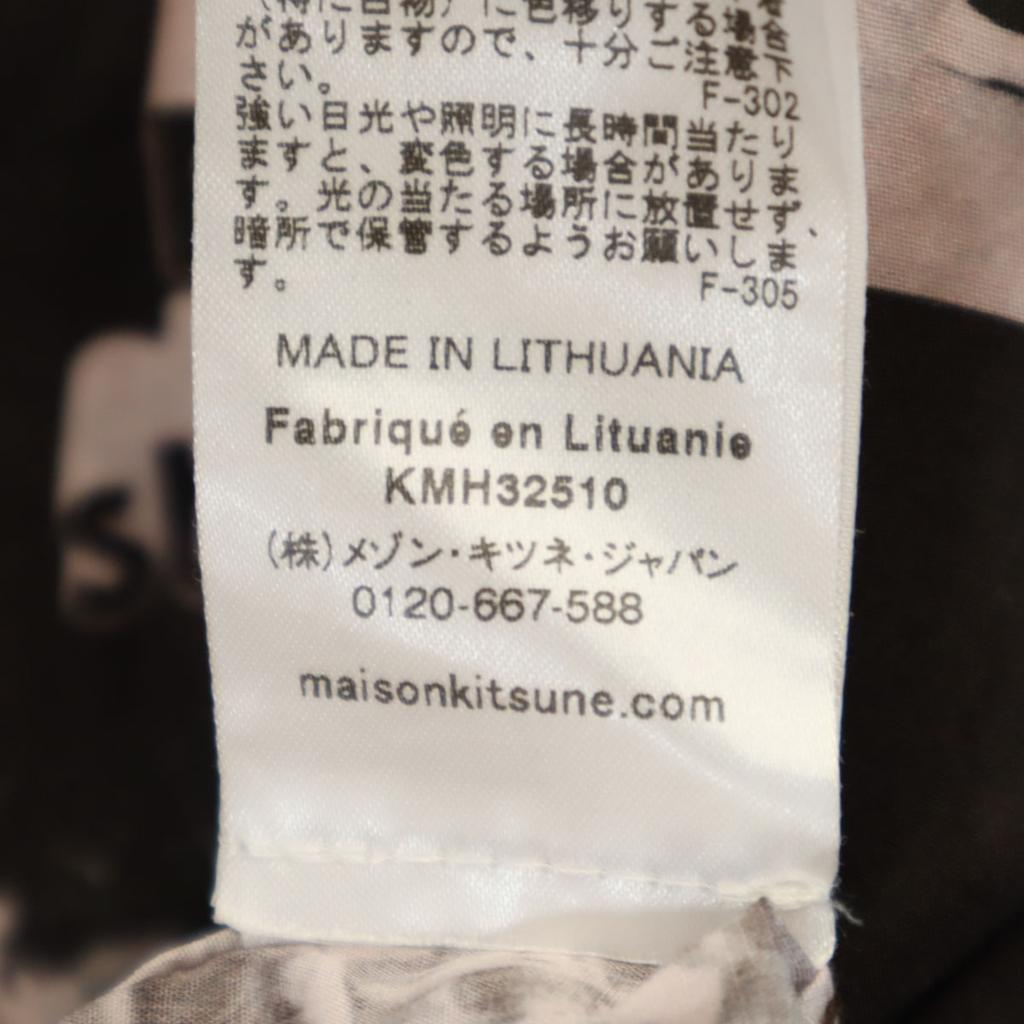 がありますので、十分ご注意下
さい。
F-302
強い日光や照明に長時間当たり
ますと、変色する場合があります
す。光の当たる場所に放置せず、
暗所で保管するようお願いしま
す。
F-305
MADE IN LITHUANIA
Fabriqué en Lituanie
KMH32510
(株)メゾン・キツネ・ジャパン
0120-667-588
maisonkitsune.com